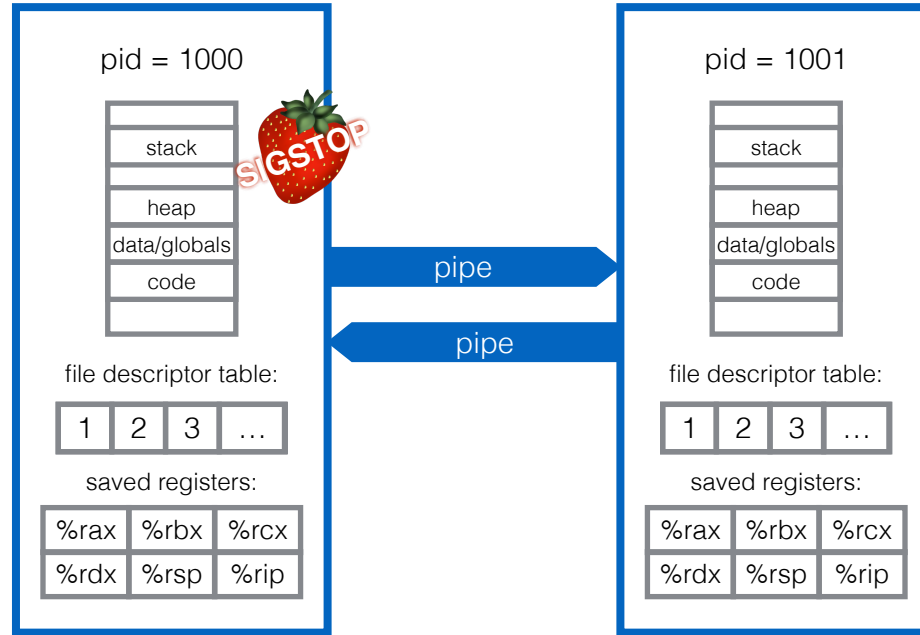 pid = 1000
stack
heap
data/globals
code
file descriptor table:
1 2 3 ...
saved registers:
%rax %rbx %rcx
%rdx %rsp %rip
SIGSTOP
pipe
pipe
pid = 1001
stack
heap
data/globals
code
file descriptor table:
1 2 3 ...
saved registers:
%rax %rbx %rcx
%rdx %rsp %rip